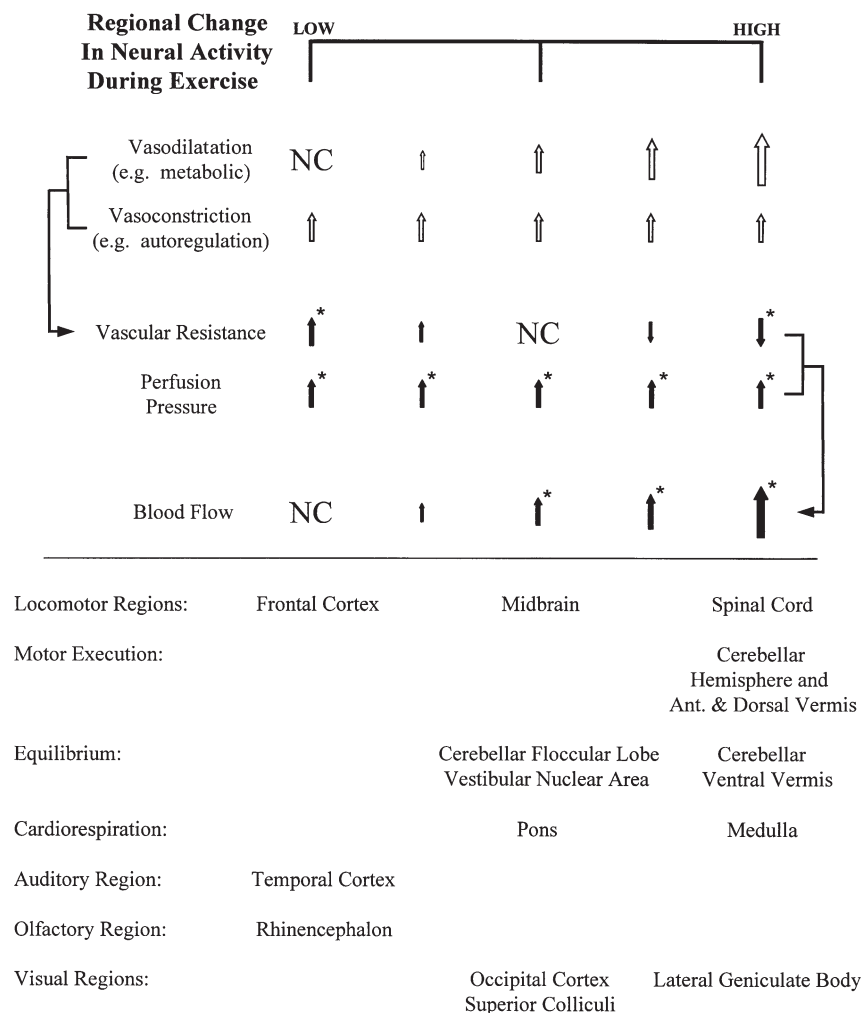 Regional Change
In Neural Activity
During Exercise
LOW
HIGH
Vasodilatation
(e.g. metabolic)
NC
Vasoconstriction
(e.g. autoregulation)
Vascular Resistance
*
NC
*
Perfusion
Pressure
* * * * *
Blood Flow
NC
* * *
Locomotor Regions: Frontal Cortex Midbrain Spinal Cord
Motor Execution: Cerebellar
Hemisphere and
Ant. & Dorsal Vermis
Equilibrium: Cerebellar Floccular Lobe Cerebellar
Vestibular Nuclear Area Ventral Vermis
Cardiorespiration: Pons Medulla
Auditory Region: Temporal Cortex
Olfactory Region: Rhinencephalon
Visual Regions: Occipital Cortex Lateral Geniculate Body
Superior Colliculi